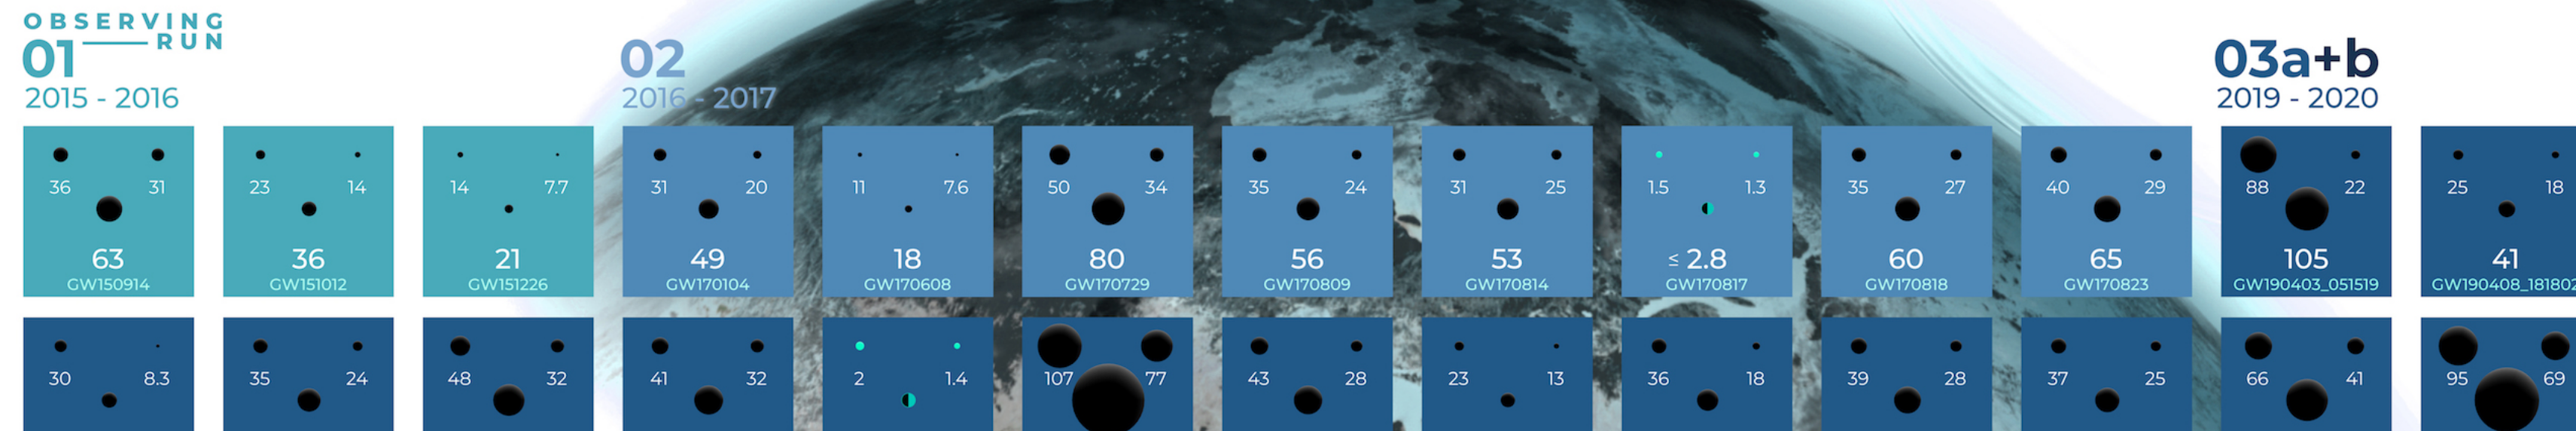 OBSERVING
01 RUN
2015 - 2016
02
2016 - 2017
03a+b
2019 - 2020
36 31
63
GW150914
23 14
36
GW151012
14 7.7
21
GW151226
31 20
49
GW170104
11 7.6
18
GW170608
50 34
80
GW170729
35 24
56
GW170809
31 25
53
GW170814
1.5 1.3
≤ 2.8
GW170817
35 27
60
GW170818
40 29
65
GW170823
88 22
105
GW190403_051519
25 18
41
GW190408_181802
30 8.3
35 24
48 32
41 32
2 1.4
107 77
43 28
23 13
36 18
39 28
37 25
66 41
95 69